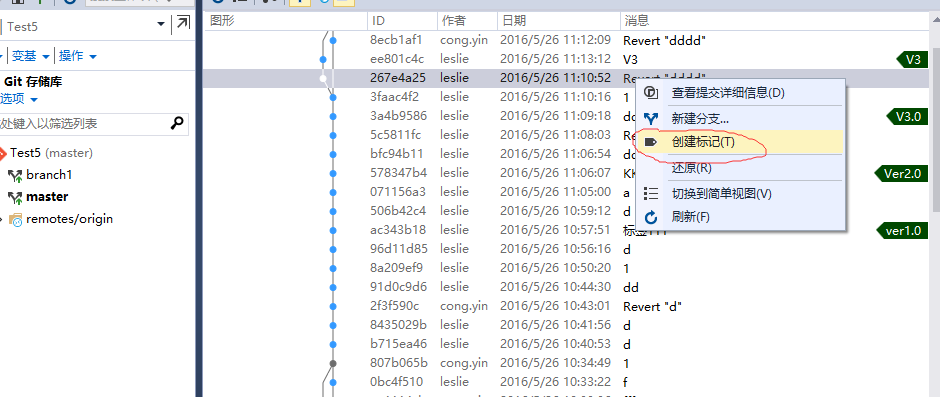 图形 ID 作者 日期 消息
Test5
变基 操作
Git 存储库
选项
处键入以筛选列表
Test5 (master)
branch1
master
remotes/origin
8ecb1af1 cong.yin 2016/5/26 11:12:09 Revert "dddd"
ee801c4c leslie 2016/5/26 11:13:12 V3 V3
267e4a25 leslie 2016/5/26 11:10:52 Revert "dddd"
3faac4f2 leslie 2016/5/26 11:10:16 1
3a4b9586 leslie 2016/5/26 11:09:18 V3.0
5c5811fc leslie 2016/5/26 11:08:03
bfc94b11 leslie 2016/5/26 11:06:54
578347b4 leslie 2016/5/26 11:06:07 KK Ver2.0
071156a3 leslie 2016/5/26 11:05:00 a
506b42c4 leslie 2016/5/26 10:59:12 d
ac343b18 leslie 2016/5/26 10:57:51 标签111 ver1.0
96d11d85 leslie 2016/5/26 10:56:16 d
8a209ef9 leslie 2016/5/26 10:50:20 1
91d0c9d6 leslie 2016/5/26 10:44:30 dd
2f3f590c cong.yin 2016/5/26 10:43:01 Revert "d"
8435029b leslie 2016/5/26 10:41:56 d
b715ea46 leslie 2016/5/26 10:40:53 d
807b065b cong.yin 2016/5/26 10:34:49 1
0bc4f510 leslie 2016/5/26 10:33:22 f
查看提交详细信息(D)
新建分支...
创建标记(T)
还原(R)
切换到简单视图(V)
刷新(F)